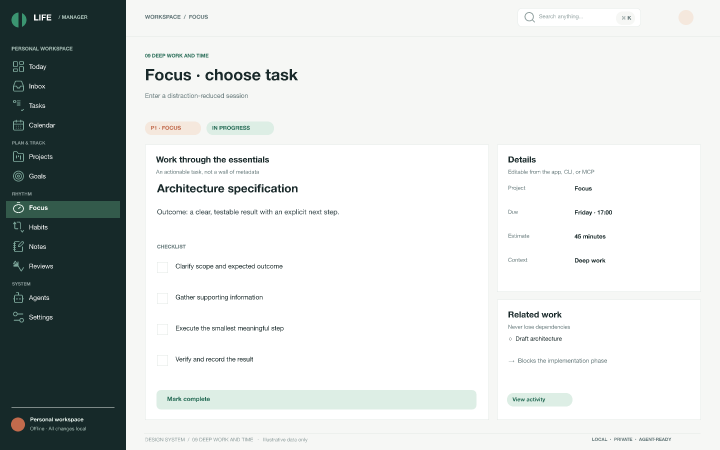 LIFE / MANAGER
PERSONAL WORKSPACE
Today
Inbox
Tasks
Calendar
PLAN & TRACK
Projects
Goals
RHYTHM
Focus
Habits
Notes
Reviews
SYSTEM
Agents
Settings
Personal workspace
Offline · All changes local
WORKSPACE / FOCUS
Search anything...
⌘ K
09 DEEP WORK AND TIME
Focus · choose task
Enter a distraction-reduced session
P1 · FOCUS
IN PROGRESS
Work through the essentials
An actionable task, not a wall of metadata
Architecture specification
Outcome: a clear, testable result with an explicit next step.
CHECKLIST
Clarify scope and expected outcome
Gather supporting information
Execute the smallest meaningful step
Verify and record the result
Mark complete
Details
Editable from the app, CLI, or MCP
Project Focus
Due Friday · 17:00
Estimate 45 minutes
Context Deep work
Related work
Never lose dependencies
○ Draft architecture
→ Blocks the implementation phase
View activity
DESIGN SYSTEM / 09 DEEP WORK AND TIME · Illustrative data only
LOCAL · PRIVATE · AGENT-READY